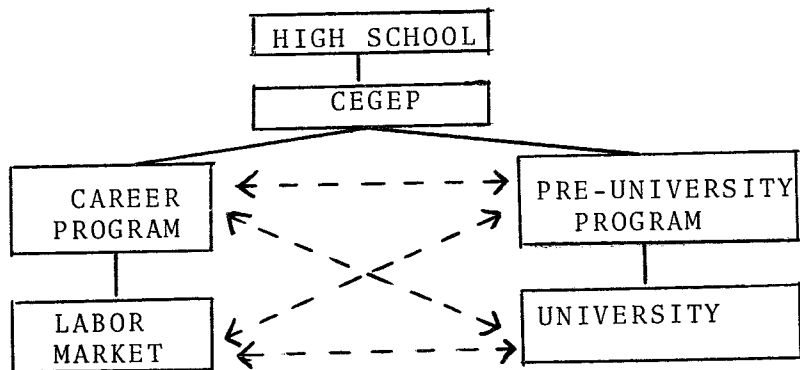 HIGH SCHOOL
CEGEP
CAREER
PROGRAM
PRE-UNIVERSITY
PROGRAM
LABOR
MARKET
UNIVERSITY